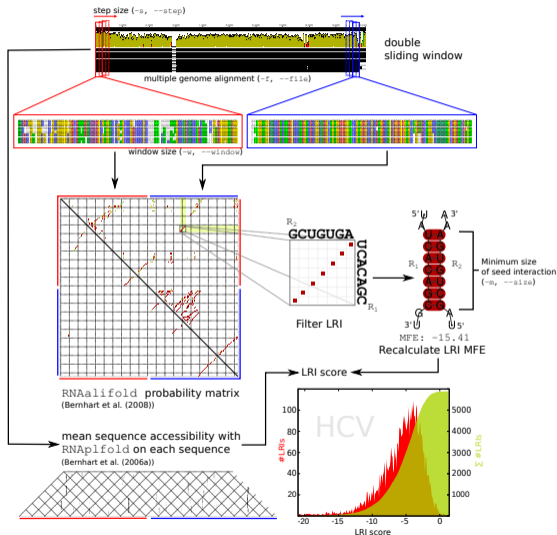 step size (-s, --step)
double
sliding window
multiple genome alignment (-f, --file)
window size (-w, --window)
R2
GCUGUGA
UCACAGC
R1
Filter LRI
5' 3'
U A
A U
R1 R2
G A
3'U U5'
Minimum size
of seed interaction
(-m, --size)
MFE: -15.41
Recalculate LRI MFE
RNAalifold probability matrix
(Bernhart et al. (2008))
LRI score
mean sequence accessibility with
RNAplfold on each sequence
(Bernhart et al. (2006a))
HCV
#LRIs
100
80
60
40
20
∑ #LRIs
5000
4000
3000
2000
1000
-20 -15 -10 -5 0
LRI score